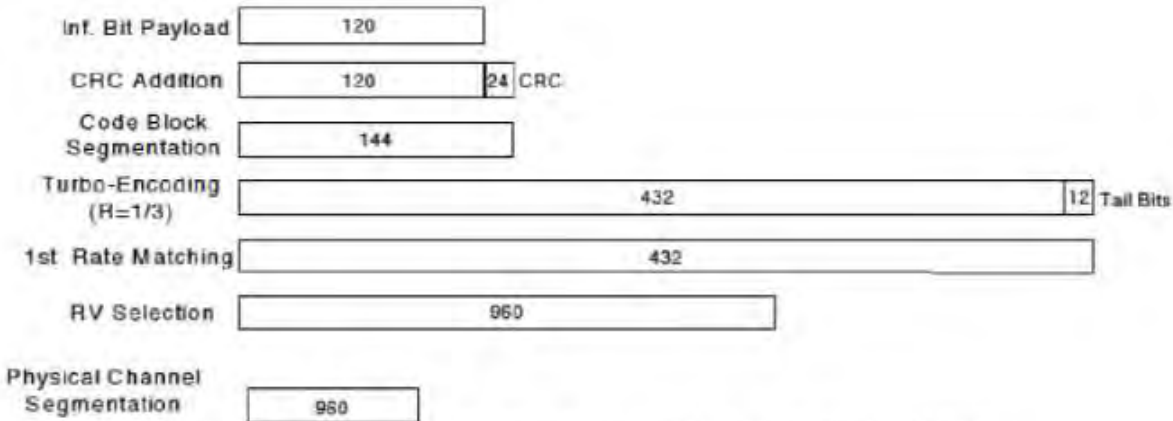 Inf. Bit Payload 120
CRC Addition 120 24 CRC
Code Block
Segmentation 144
Turbo-Encoding
(R=1/3) 432 12 Tail Bits
1st Rate Matching 432
RV Selection 960
Physical Channel
Segmentation 960